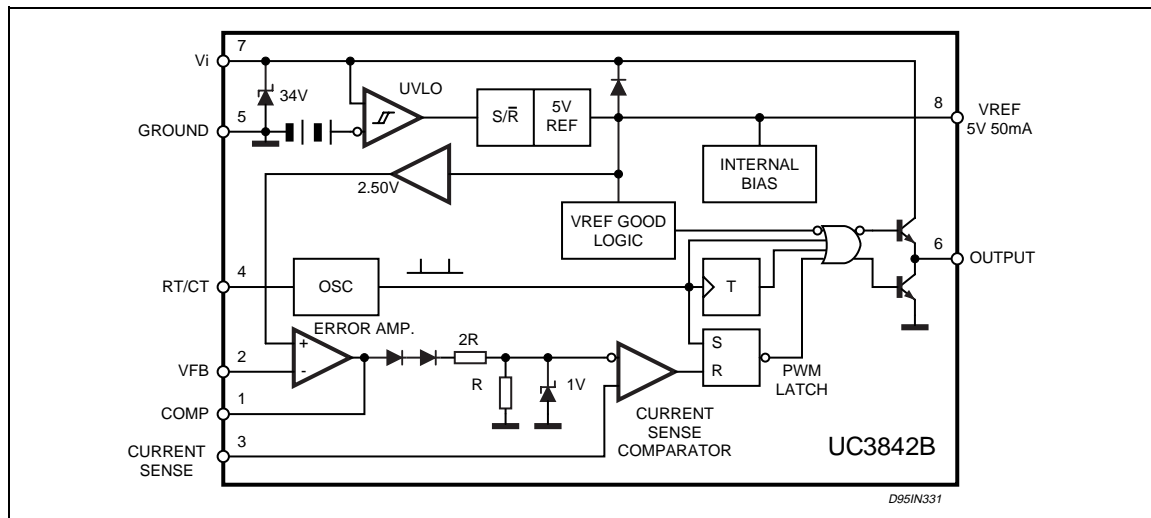 7
Vi
34V
UVLO
5
GROUND
S/R̅
5V
REF
8
VREF
5V 50mA
INTERNAL
BIAS
2.50V
VREF GOOD
LOGIC
6
OUTPUT
4
RT/CT
OSC
T
ERROR AMP.
+
-
2R
R
1V
S
R
2
VFB
PWM
LATCH
1
COMP
CURRENT
SENSE
COMPARATOR
3
CURRENT
SENSE
UC3842B
D95IN331